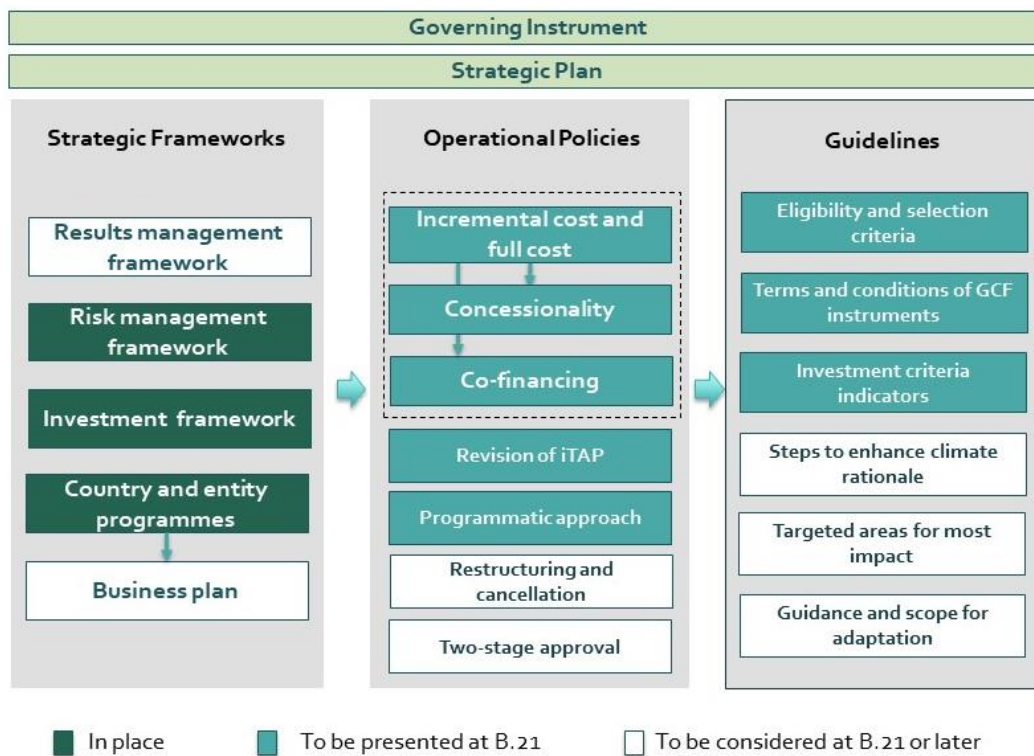 Governing Instrument
Strategic Plan
Strategic Frameworks
Results management
framework
Risk management
framework
Investment framework
Country and entity
programmes
Business plan
Operational Policies
Incremental cost and
full cost
Concessionality
Co-financing
Revision of iTAP
Programmatic approach
Restructuring and
cancellation
Two-stage approval
Guidelines
Eligibility and selection
criteria
Terms and conditions of GCF
instruments
Investment criteria
indicators
Steps to enhance climate
rationale
Targeted areas for most
impact
Guidance and scope for
adaptation
In place
To be presented at B.21
To be considered at B.21 or later